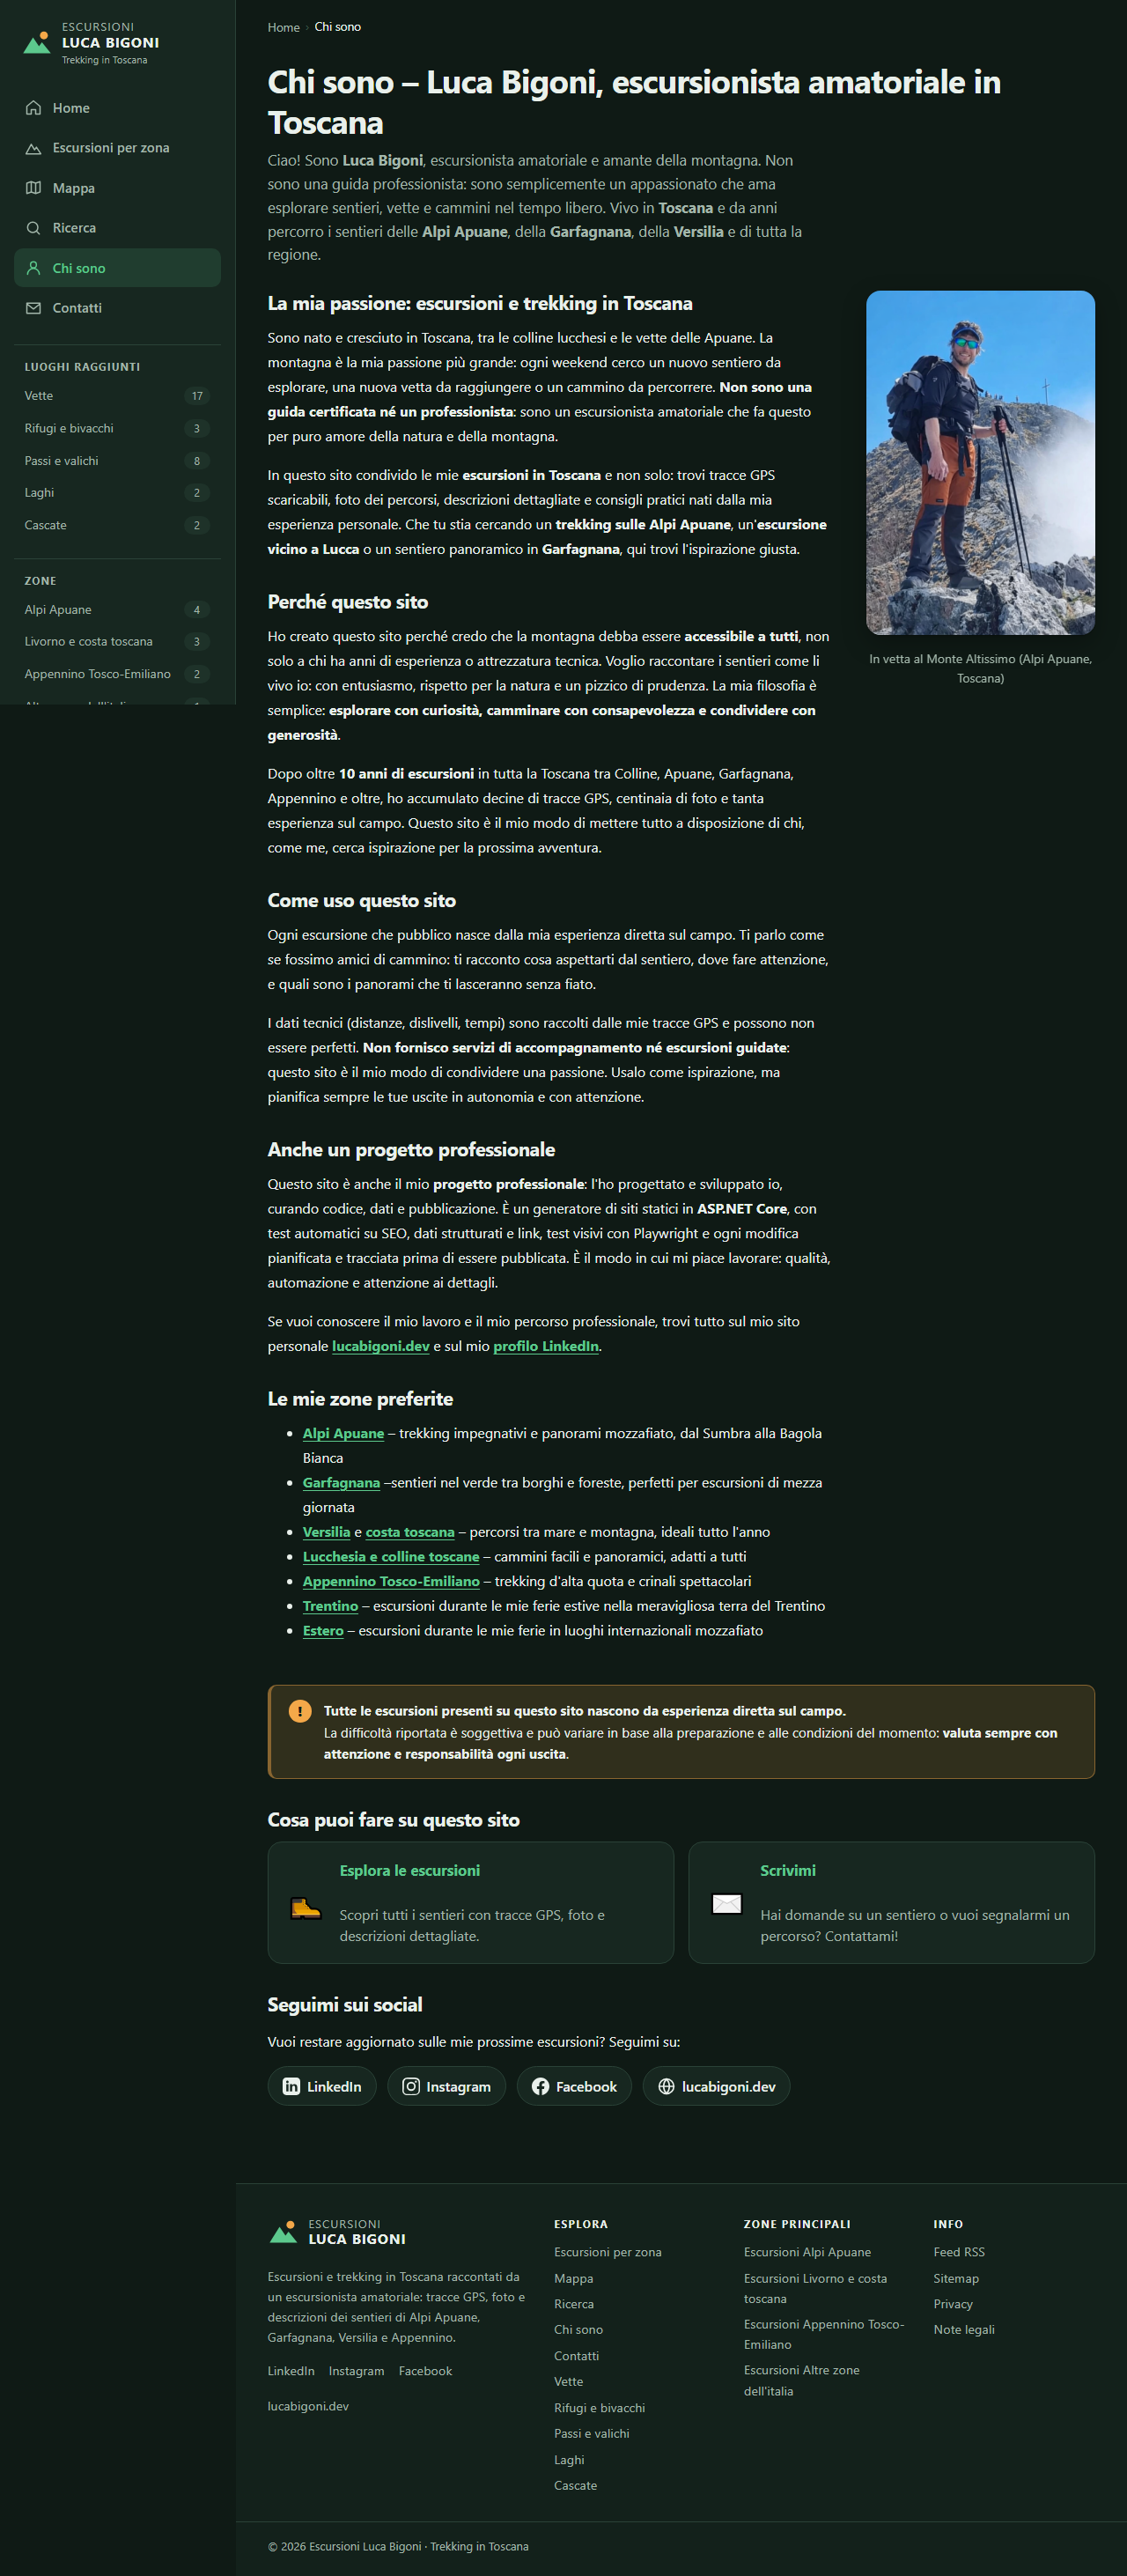 ESCURSIONI
LUCA BIGONI
Trekking in Toscana
Home
Escursioni per zona
Mappa
Ricerca
Chi sono
Contatti
LUOGHI RAGGIUNTI
Vette 17
Rifugi e bivacchi 3
Passi e valichi 8
Laghi 2
Cascate 2
ZONE
Alpi Apuane 4
Livorno e costa toscana 3
Appennino Tosco-Emiliano 2
Home › Chi sono
Chi sono – Luca Bigoni, escursionista amatoriale in
Toscana
Ciao! Sono Luca Bigoni, escursionista amatoriale e amante della montagna. Non
sono una guida professionista: sono semplicemente un appassionato che ama
esplorare sentieri, vette e cammini nel tempo libero. Vivo in Toscana e da anni
percorro i sentieri delle Alpi Apuane, della Garfagnana, della Versilia e di tutta la
regione.
La mia passione: escursioni e trekking in Toscana
Sono nato e cresciuto in Toscana, tra le colline lucchesi e le vette delle Apuane. La
montagna è la mia passione più grande: ogni weekend cerco un nuovo sentiero da
esplorare, una nuova vetta da raggiungere o un cammino da percorrere. Non sono una
guida certificata né un professionista: sono un escursionista amatoriale che fa questo
per puro amore della natura e della montagna.
In questo sito condivido le mie escursioni in Toscana e non solo: trovi tracce GPS
scaricabili, foto dei percorsi, descrizioni dettagliate e consigli pratici nati dalla mia
esperienza personale. Che tu stia cercando un trekking sulle Alpi Apuane, un'escursione
vicino a Lucca o un sentiero panoramico in Garfagnana, qui trovi l'ispirazione giusta.
In vetta al Monte Altissimo (Alpi Apuane,
Toscana)
Perché questo sito
Ho creato questo sito perché credo che la montagna debba essere accessibile a tutti, non
solo a chi ha anni di esperienza o attrezzatura tecnica. Voglio raccontare i sentieri come li
vivo io: con entusiasmo, rispetto per la natura e un pizzico di prudenza. La mia filosofia è
semplice: esplorare con curiosità, camminare con consapevolezza e condividere con
generosità.
Dopo oltre 10 anni di escursioni in tutta la Toscana tra Colline, Apuane, Garfagnana,
Appennino e oltre, ho accumulato decine di tracce GPS, centinaia di foto e tanta
esperienza sul campo. Questo sito è il mio modo di mettere tutto a disposizione di chi,
come me, cerca ispirazione per la prossima avventura.
Come uso questo sito
Ogni escursione che pubblico nasce dalla mia esperienza diretta sul campo. Ti parlo come
se fossimo amici di cammino: ti racconto cosa aspettarti dal sentiero, dove fare attenzione,
e quali sono i panorami che ti lasceranno senza fiato.
I dati tecnici (distanze, dislivelli, tempi) sono raccolti dalle mie tracce GPS e possono non
essere perfetti. Non fornisco servizi di accompagnamento né escursioni guidate:
questo sito è il mio modo di condividere una passione. Usalo come ispirazione, ma
pianifica sempre le tue uscite in autonomia e con attenzione.
Anche un progetto professionale
Questo sito è anche il mio progetto professionale: l'ho progettato e sviluppato io,
curando codice, dati e pubblicazione. È un generatore di siti statici in ASP.NET Core, con
test automatici su SEO, dati strutturati e link, test visivi con Playwright e ogni modifica
pianificata e tracciata prima di essere pubblicata. È il modo in cui mi piace lavorare: qualità,
automazione e attenzione ai dettagli.
Se vuoi conoscere il mio lavoro e il mio percorso professionale, trovi tutto sul mio sito
personale lucabigoni.dev e sul mio profilo LinkedIn.
Le mie zone preferite
• Alpi Apuane – trekking impegnativi e panorami mozzafiato, dal Sumbra alla Bagola
Bianca
• Garfagnana –sentieri nel verde tra borghi e foreste, perfetti per escursioni di mezza
giornata
• Versilia e costa toscana – percorsi tra mare e montagna, ideali tutto l'anno
• Lucchesia e colline toscane – cammini facili e panoramici, adatti a tutti
• Appennino Tosco-Emiliano – trekking d'alta quota e crinali spettacolari
• Trentino – escursioni durante le mie ferie estive nella meravigliosa terra del Trentino
• Estero – escursioni durante le mie ferie in luoghi internazionali mozzafiato
! Tutte le escursioni presenti su questo sito nascono da esperienza diretta sul campo.
La difficoltà riportata è soggettiva e può variare in base alla preparazione e alle condizioni del momento: valuta sempre con
attenzione e responsabilità ogni uscita.
Cosa puoi fare su questo sito
Esplora le escursioni
Scopri tutti i sentieri con tracce GPS, foto e
descrizioni dettagliate.
Scrivimi
Hai domande su un sentiero o vuoi segnalarmi un
percorso? Contattami!
Seguimi sui social
Vuoi restare aggiornato sulle mie prossime escursioni? Seguimi su:
LinkedIn Instagram Facebook lucabigoni.dev
ESCURSIONI
LUCA BIGONI
Escursioni e trekking in Toscana raccontati da
un escursionista amatoriale: tracce GPS, foto e
descrizioni dei sentieri di Alpi Apuane,
Garfagnana, Versilia e Appennino.
LinkedIn Instagram Facebook
lucabigoni.dev
ESPLORA
Escursioni per zona
Mappa
Ricerca
Chi sono
Contatti
Vette
Rifugi e bivacchi
Passi e valichi
Laghi
Cascate
ZONE PRINCIPALI
Escursioni Alpi Apuane
Escursioni Livorno e costa
toscana
Escursioni Appennino Tosco-
Emiliano
Escursioni Altre zone
dell'italia
INFO
Feed RSS
Sitemap
Privacy
Note legali
© 2026 Escursioni Luca Bigoni · Trekking in Toscana